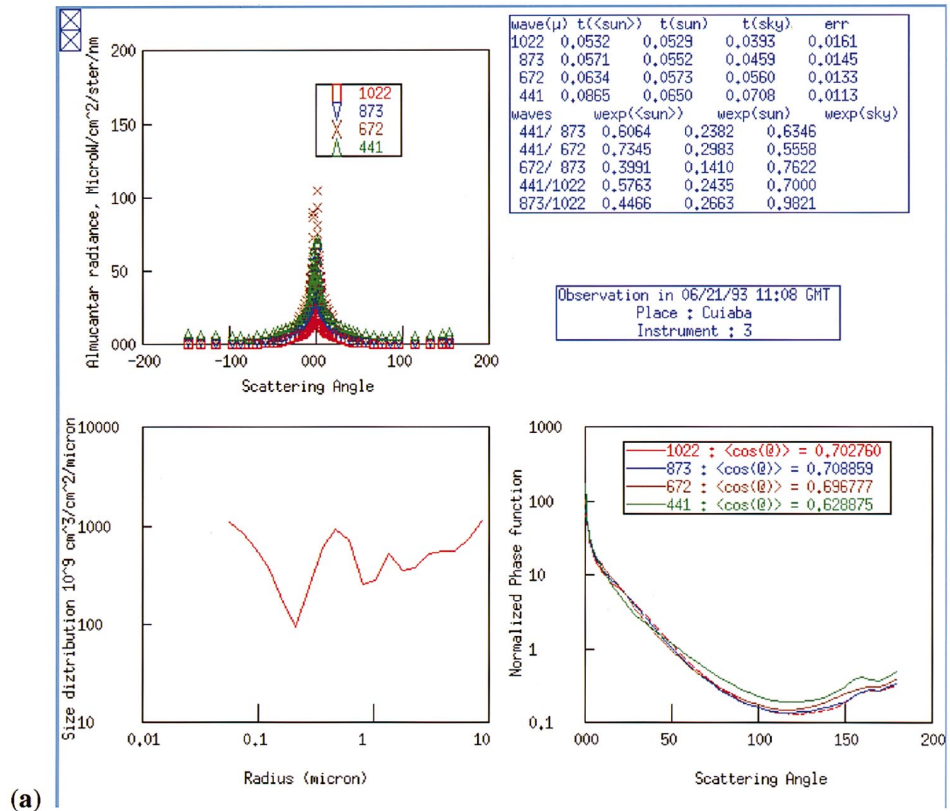 200
150
100
50
000
-200
-100
000
100
200
Almucantar radiance, MicroW/cm^2/ster/nm
Scattering Angle
1022
873
672
441
wave(μ) t(<sun>) t(sun) t(sky) err
1022 0.0532 0.0529 0.0393 0.0161
873 0.0571 0.0552 0.0459 0.0145
672 0.0634 0.0573 0.0560 0.0133
441 0.0865 0.0650 0.0708 0.0113
waves wexp(<sun>) wexp(sun) wexp(sky)
441/ 873 0.6064 0.2382 0.6346
441/ 672 0.7345 0.2983 0.5558
672/ 873 0.3991 0.1410 0.7622
441/1022 0.5763 0.2435 0.7000
873/1022 0.4466 0.2663 0.9821
Observation in 06/21/93 11:08 GMT
Place : Cuiaba
Instrument : 3
10000
1000
100
10
0.01
0.1
1
10
Size diztribution 10^9 cm^3/cm^2/micron
Radius (micron)
1000
100
10
1
0.1
000
50
100
150
200
Normalized Phase function
Scattering Angle
1022 : <cos(@)> = 0.702760
873 : <cos(@)> = 0.708859
672 : <cos(@)> = 0.696777
441 : <cos(@)> = 0.628875
(a)